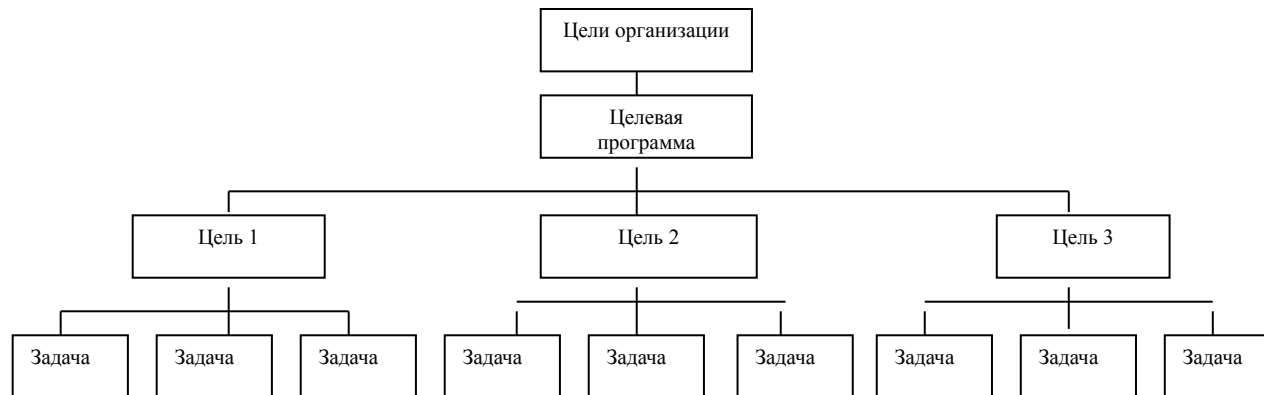 Цели организации
Целевая
программа
Цель 1
Цель 2
Цель 3
Задача
Задача
Задача
Задача
Задача
Задача
Задача
Задача
Задача